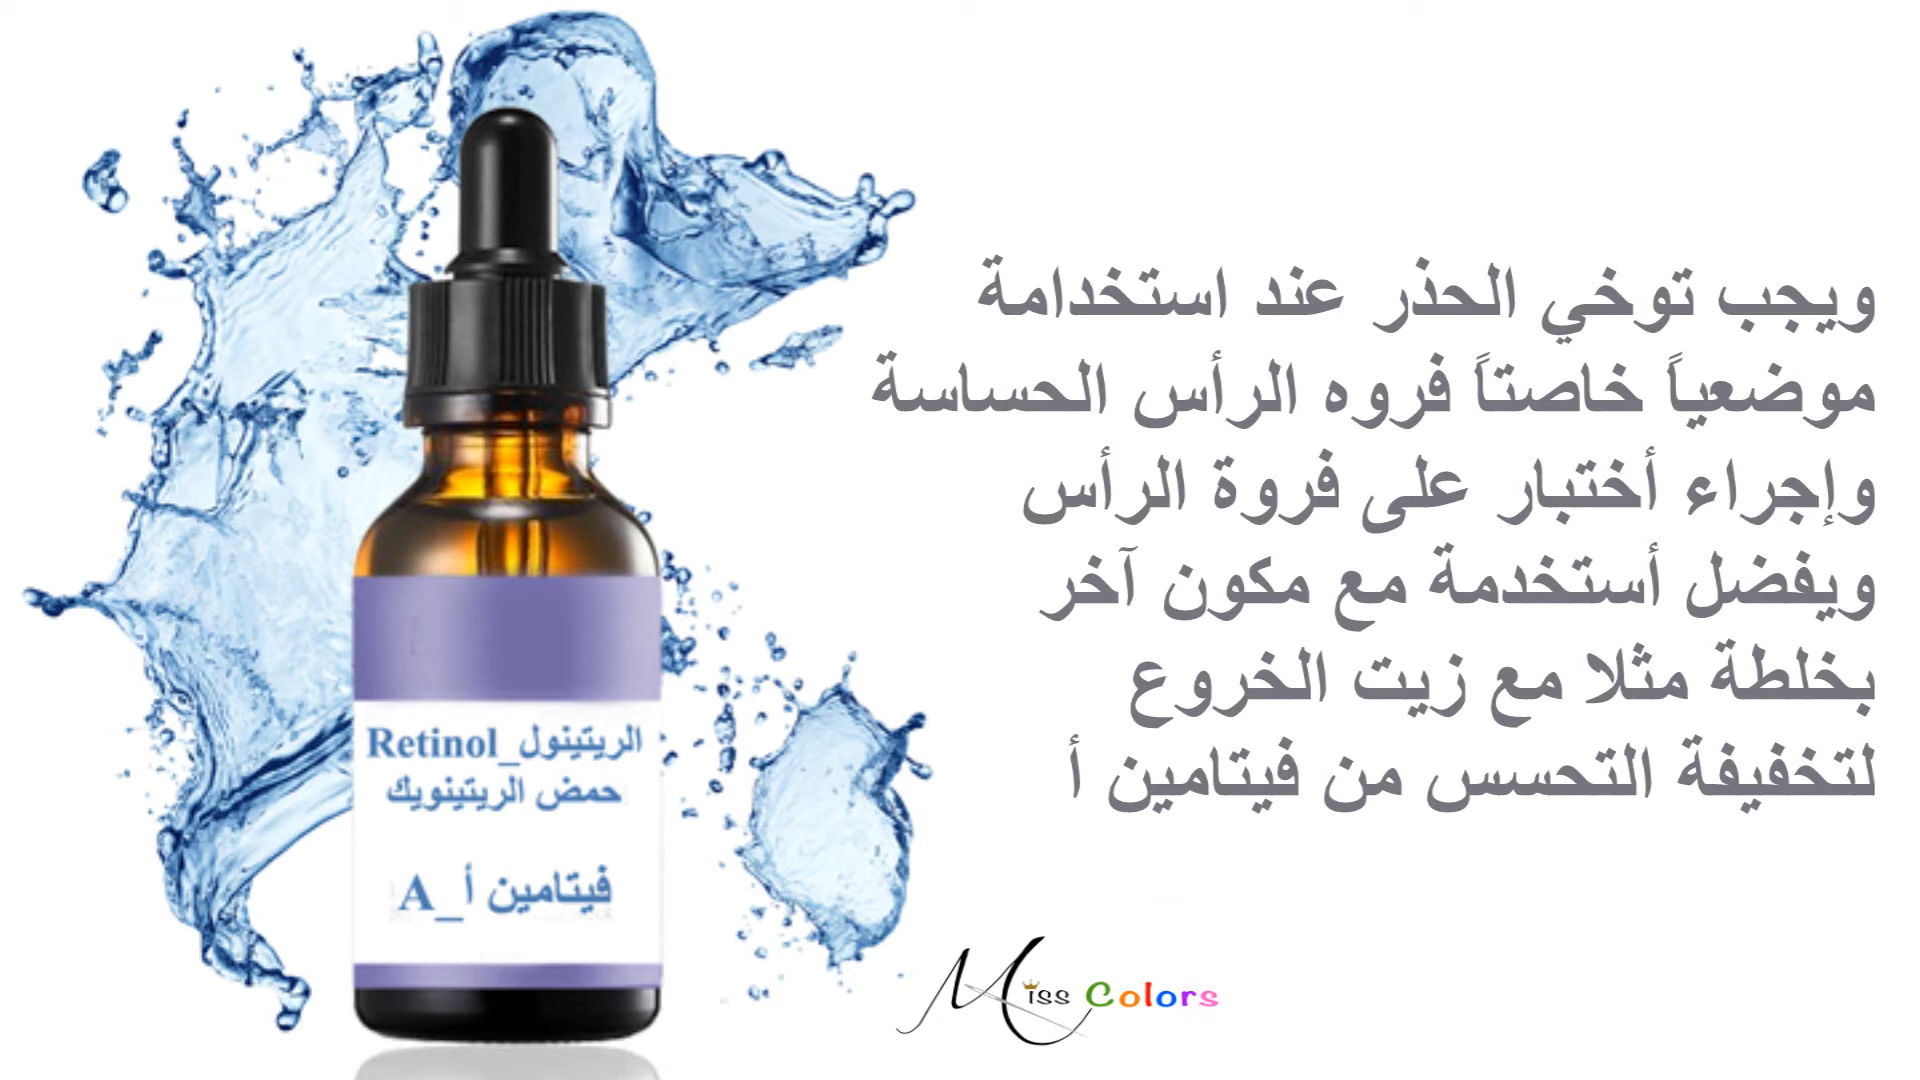 ويجب توخي الحذر عند استخدامة
موضعياً خاصتاً فروه الرأس الحساسة
وإجراء أختبار على فروة الرأس
ويفضل أستخدمة مع مكون آخر
بخلطة مثلا مع زيت الخروع
لتخفيفة التحسس من فيتامين أ
الريتينول_Retinol
حمض الريتينويك
فيتامين أ_A
Miss Colors